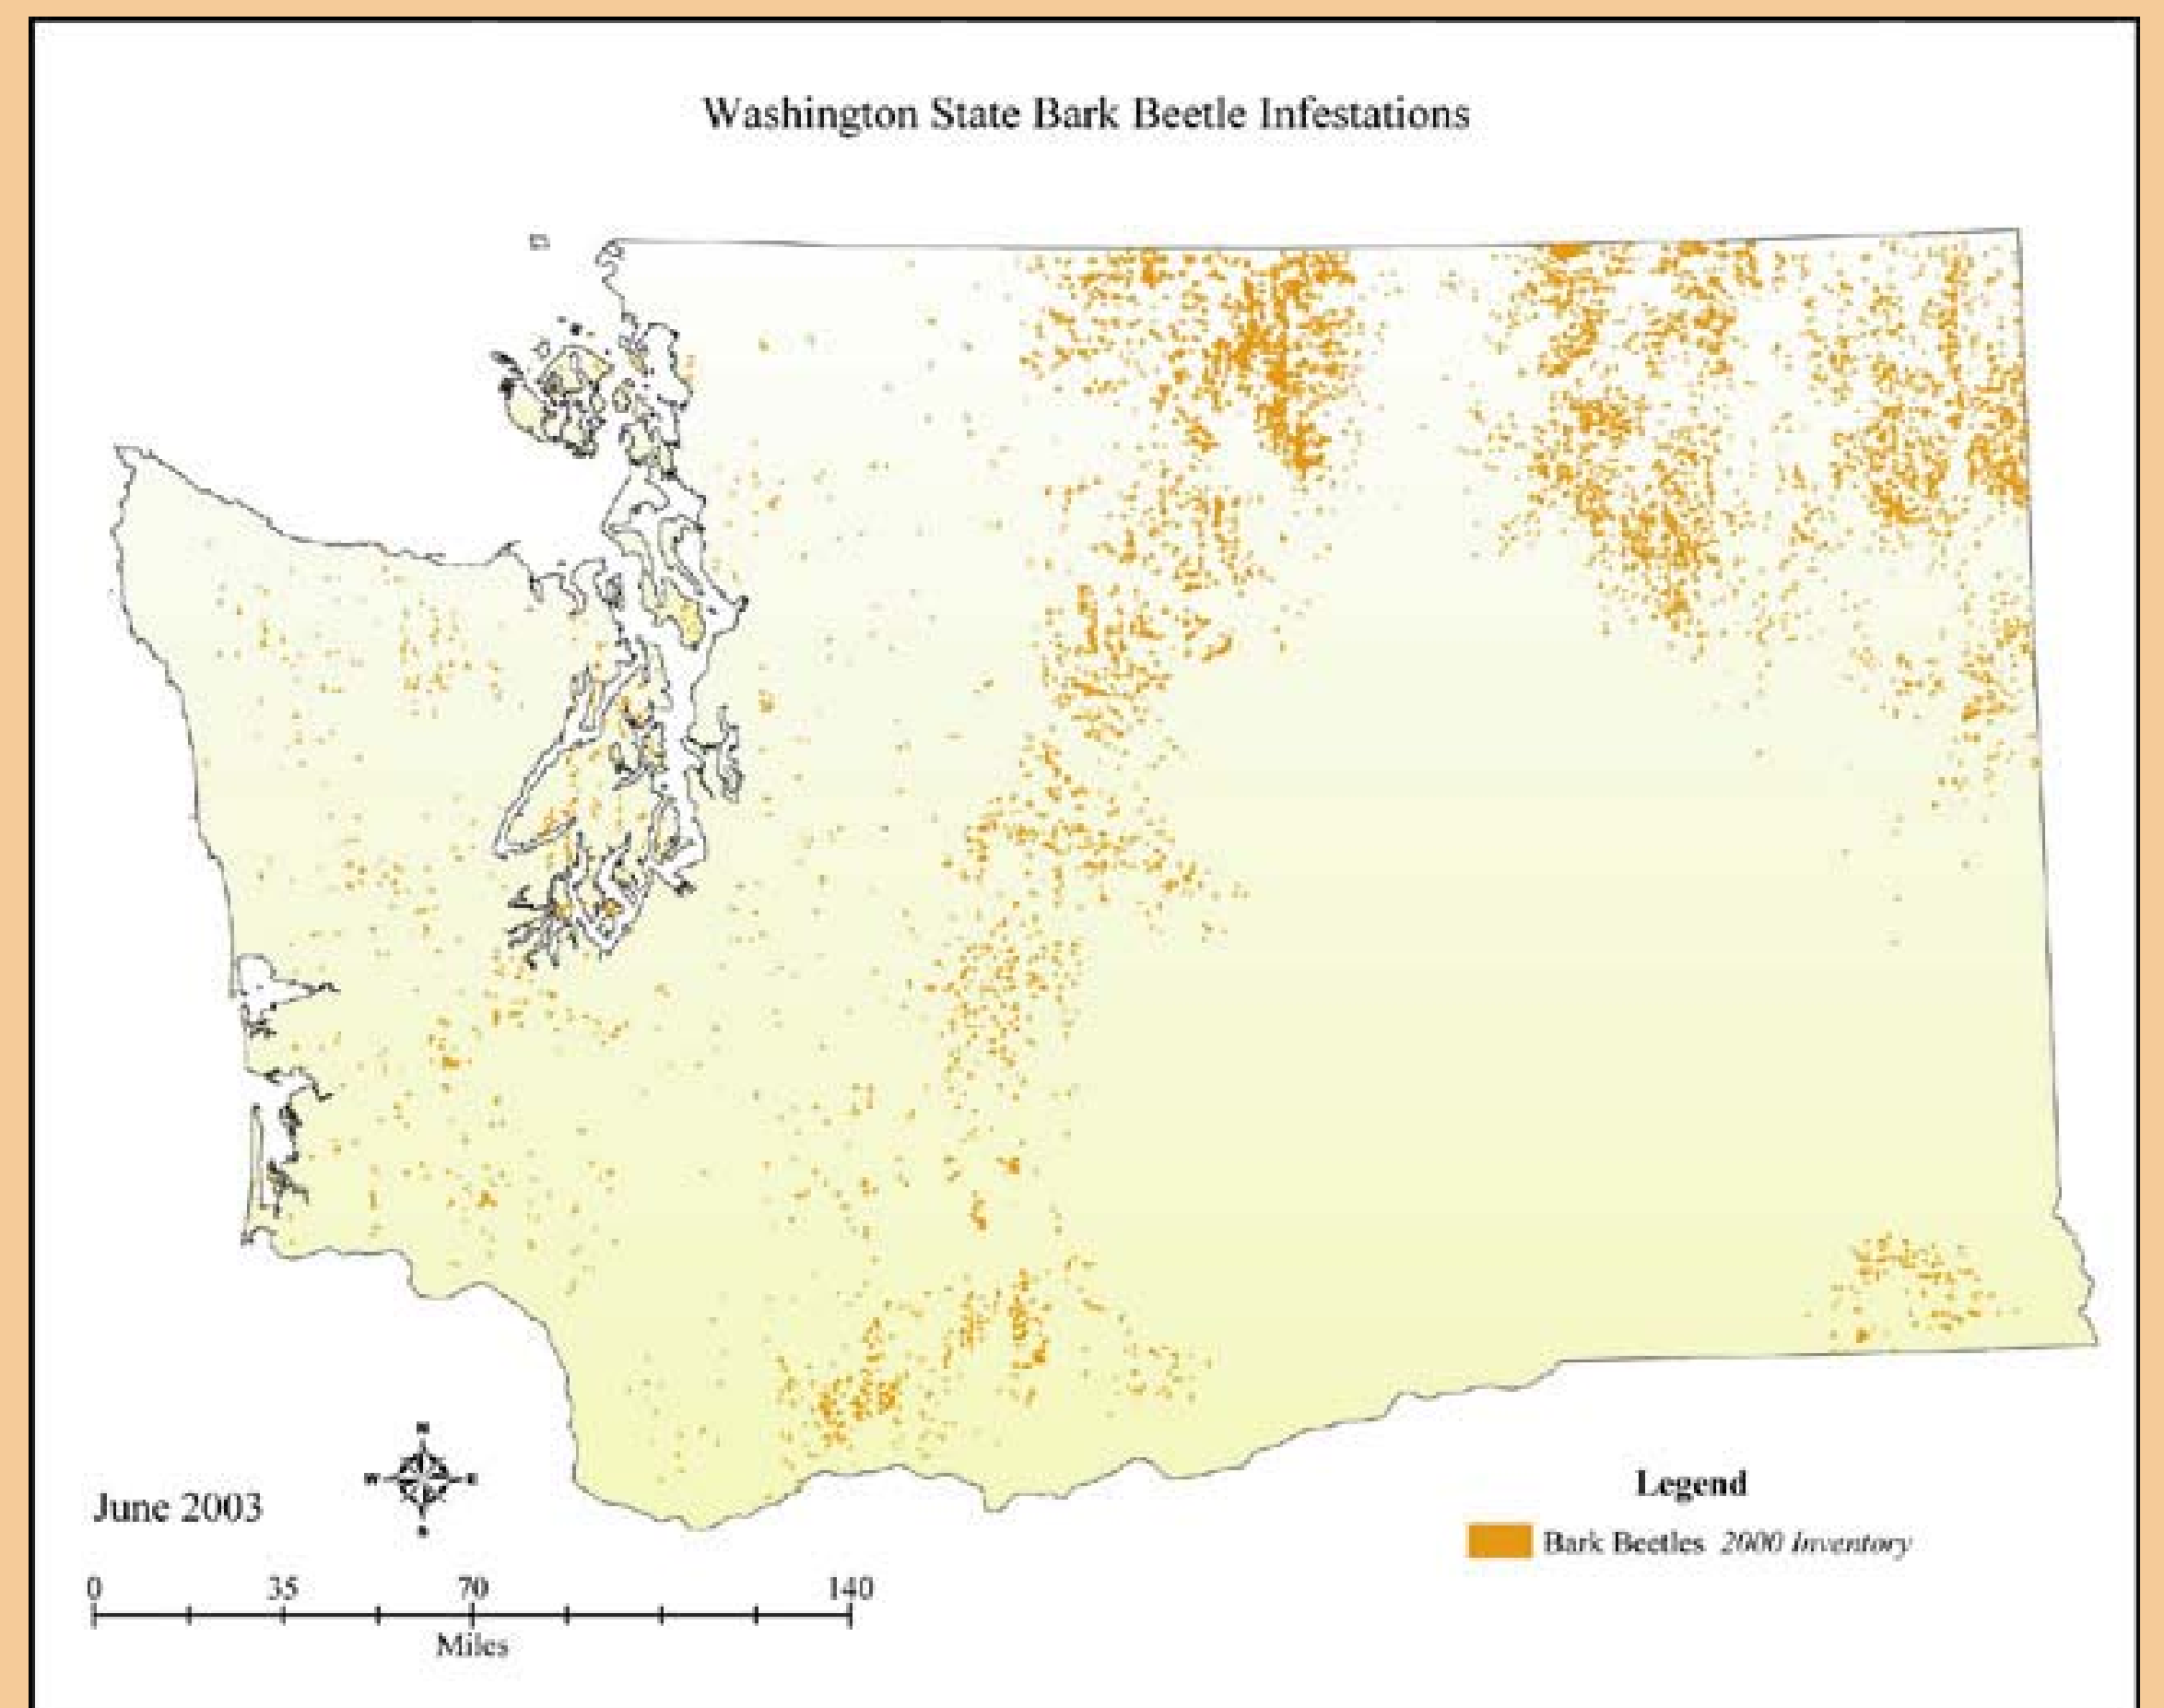 Washington State Bark Beetle Infestations
N
W E
S
June 2003
0 35 70 140
Miles
Legend
Bark Beetles 2000 Inventory